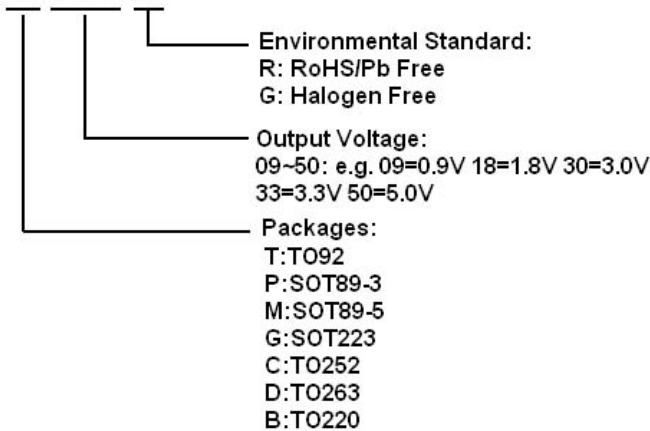 Environmental Standard:
R: RoHS/Pb Free
G: Halogen Free
Output Voltage:
09~50: e.g. 09=0.9V 18=1.8V 30=3.0V
33=3.3V 50=5.0V
Packages:
T:TO92
P:SOT89-3
M:SOT89-5
G:SOT223
C:TO252
D:TO263
B:TO220